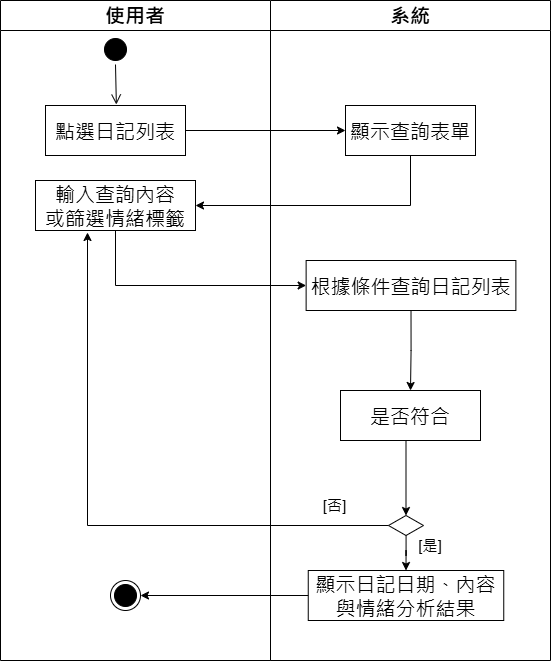 使用者
系統
點選日記列表
顯示查詢表單
輸入查詢內容
或篩選情緒標籤
根據條件查詢日記列表
是否符合
[否]
[是]
顯示日記日期、內容
與情緒分析結果